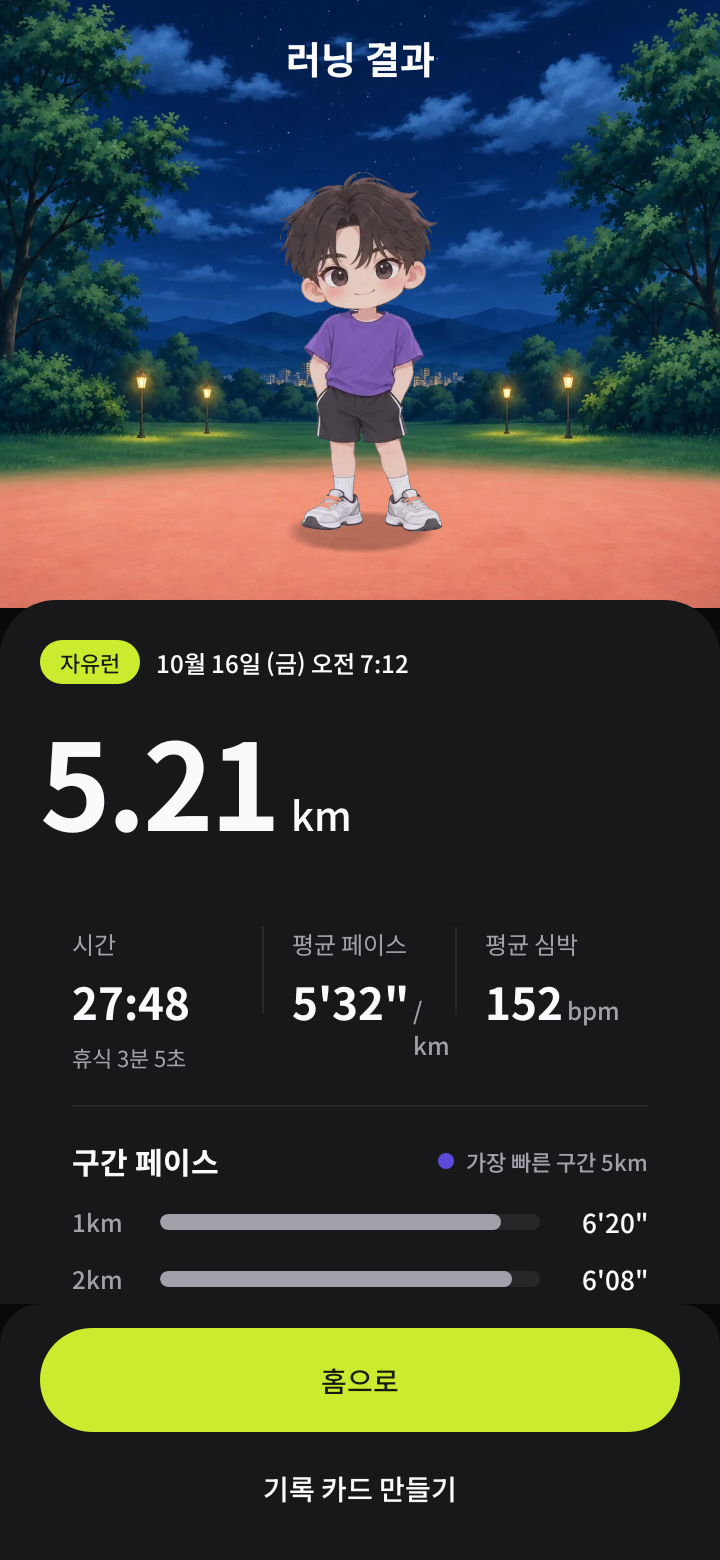 러닝 결과
자유런 10월 16일 (금) 오전 7:12
5.21 km
시간 평균 페이스 평균 심박
27:48 5'32" / km 152 bpm
휴식 3분 5초
구간 페이스 가장 빠른 구간 5km
1km 6'20"
2km 6'08"
홈으로
기록 카드 만들기